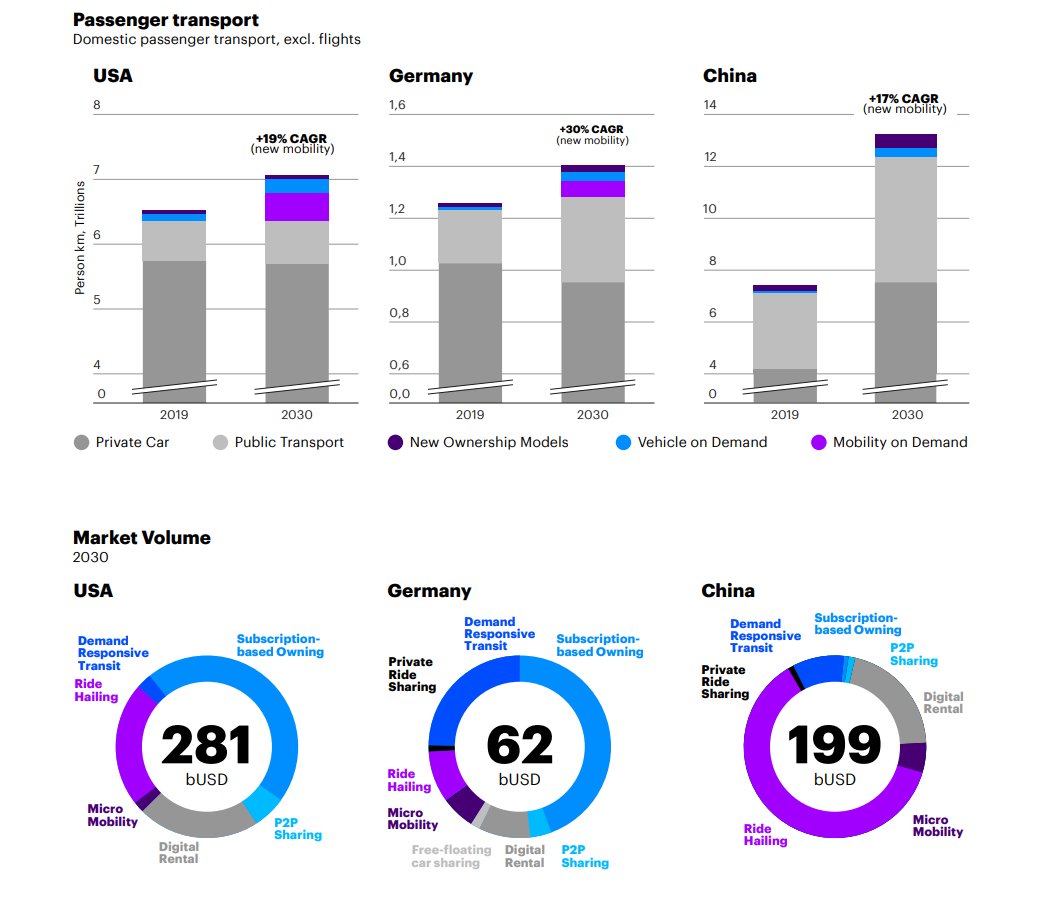 Passenger transport
Domestic passenger transport, excl. flights
USA
Person km, Trillions
8
7
6
5
4
0
+19% CAGR
(new mobility)
2019
2030
Germany
1,6
1,4
1,2
1,0
0,8
0,6
0,0
+30% CAGR
(new mobility)
2019
2030
China
14
12
10
8
6
4
0
+17% CAGR
(new mobility)
2019
2030
Private Car
Public Transport
New Ownership Models
Vehicle on Demand
Mobility on Demand
Market Volume
2030
USA
Demand
Responsive
Transit
Subscription-
based Owning
Ride
Hailing
281
bUSD
Micro
Mobility
P2P
Sharing
Digital
Rental
Germany
Demand
Responsive
Transit
Subscription-
based Owning
Private
Ride
Sharing
62
bUSD
Ride
Hailing
Micro
Mobility
Free-floating
car sharing
Digital
Rental
P2P
Sharing
China
Demand
Responsive
Transit
Subscription-
based Owning
P2P
Sharing
Private
Ride
Sharing
Digital
Rental
199
bUSD
Ride
Hailing
Micro
Mobility